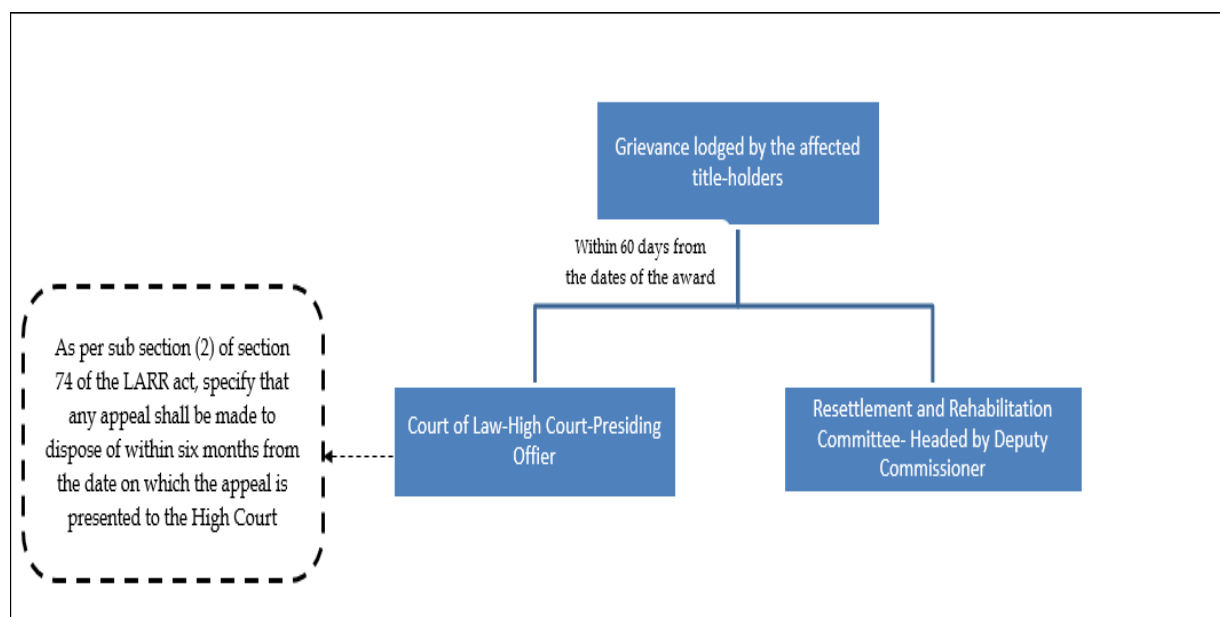 Grievance lodged by the affected
title-holders
Within 60 days from
the dates of the award
As per sub section (2) of section
74 of the LARR act, specify that
any appeal shall be made to
dispose of within six months from
the date on which the appeal is
presented to the High Court
Court of Law-High Court-Presiding
Offier
Resettlement and Rehabilitation
Committee- Headed by Deputy
Commissioner